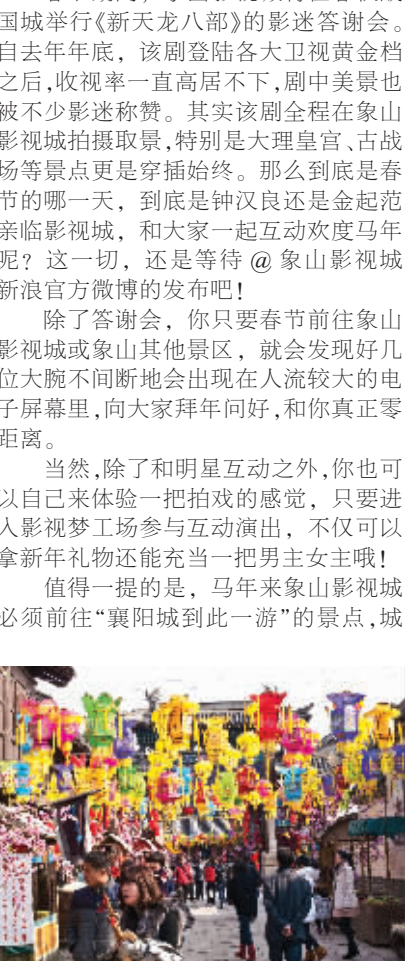 国城举行《新天龙八部》的影迷答谢会。
自去年年底，该剧登陆各大卫视黄金档
之后,收视率一直高居不下,剧中美景也
被不少影迷称赞。其实该剧全程在象山
影视城拍摄取景,特别是大理皇宫、古战
场等景点更是穿插始终。那么到底是春
节的哪一天，到底是钟汉良还是金起范
亲临影视城，和大家一起互动欢度马年
呢？这一切，还是等待@象山影视城
新浪官方微博的发布吧！
除了答谢会，你只要春节前往象山
影视城或象山其他景区，就会发现好几
位大腕不间断地会出现在人流较大的电
子屏幕里,向大家拜年问好,和你真正零
距离。
当然,除了和明星互动之外,你也可
以自己来体验一把拍戏的感觉，只要进
入影视梦工场参与互动演出，不仅可以
拿新年礼物还能充当一把男主女主哦！
值得一提的是，马年来象山影视城
必须前往“襄阳城到此一游”的景点,城